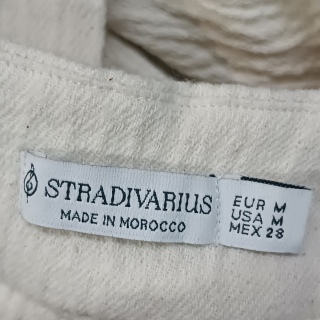 STRADIVARIUS
MADE IN MOROCCO
EUR M
USA M
MEX 28